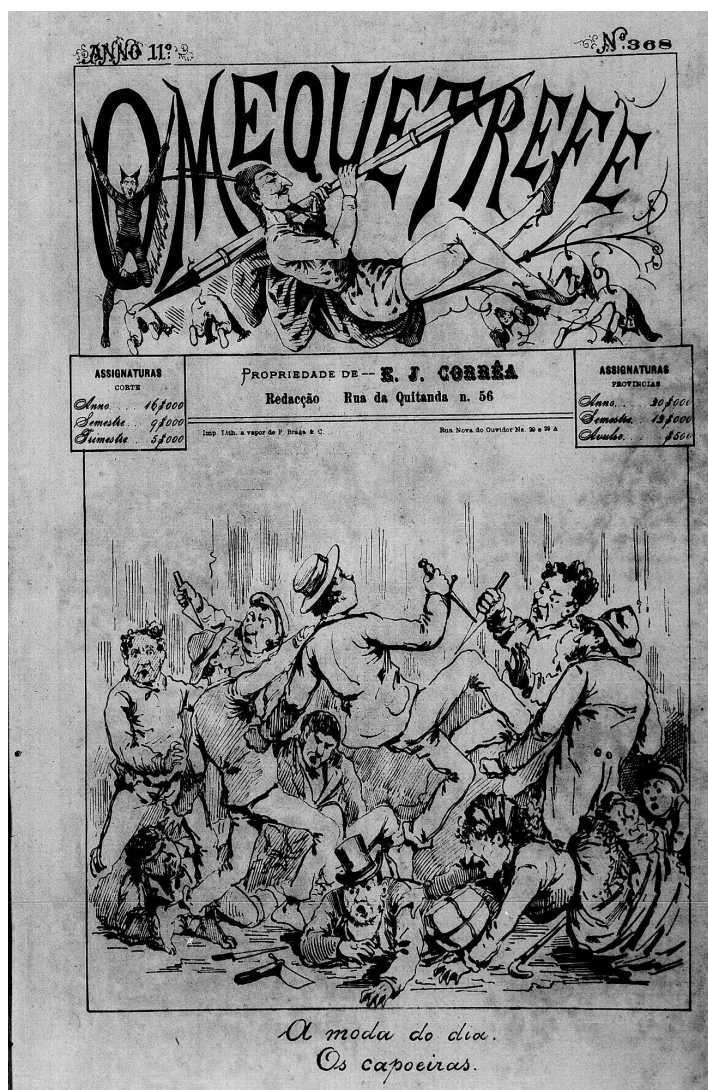 ANNO 11º
Nº.368
O MEQUETREFE
ASSIGNATURAS
CORTE
Anno... 16$000
Semestre. 9$000
Trimestre. 5$000
PROPRIEDADE DE -- E. J. CORRÊA
Redacção Rua da Quitanda n. 56
ASSIGNATURAS
PROVINCIAS
Anno... 20$000
Semestre.. 12$000
Avulso... $500
Imp. Lith. a vapor de P. Braga & C.
Rua Nova do Ouvidor Ns. 29 e 29 A
A moda do dia.
Os capoeiras.